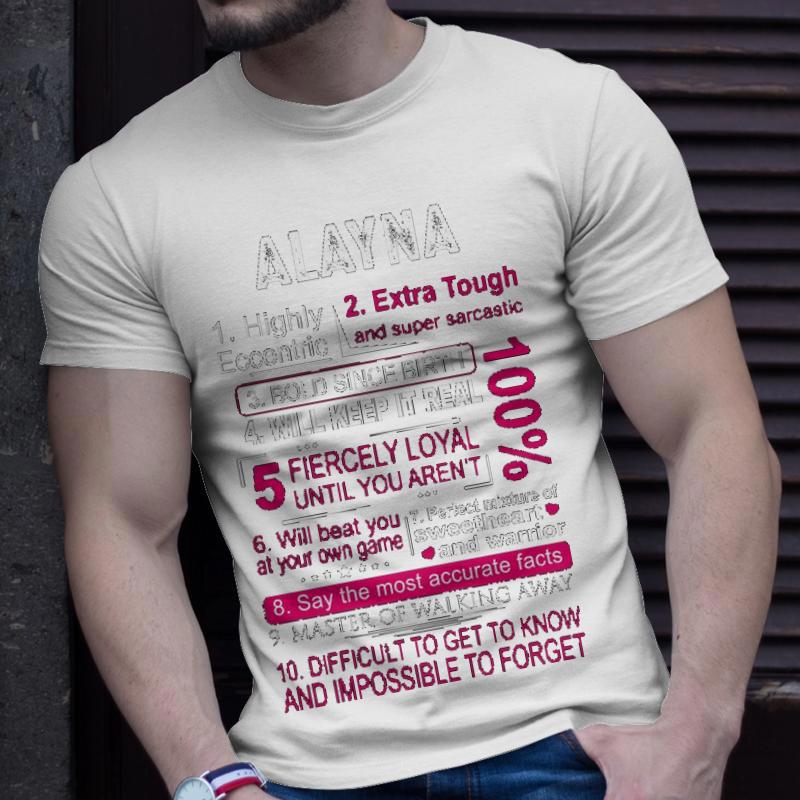 ALAYNA
1. Highly
Eccentric
2. Extra Tough
and super sarcastic
3. BOLD SINCE BIRTH
4. WILL KEEP IT REAL
100%
5 FIERCELY LOYAL
UNTIL YOU AREN'T
6. Will beat you
at your own game
7. Perfect mixture of
sweetheart
and warrior
8. Say the most accurate facts
9. MASTER OF WALKING AWAY
10. DIFFICULT TO GET TO KNOW
AND IMPOSSIBLE TO FORGET